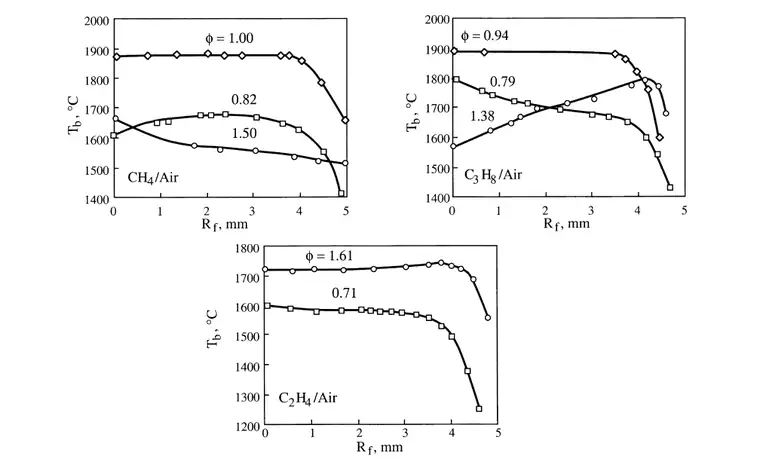 2000
1900
1800
1700
1600
1500
1400
T_b, °C
φ = 1.00
0.82
1.50
CH4/Air
0 1 2 3 4 5
R_f, mm
2000
1900
1800
1700
1600
1500
1400
T_b, °C
φ = 0.94
0.79
1.38
C3H8/Air
0 1 2 3 4 5
R_f, mm
1800
1700
1600
1500
1400
1300
1200
T_b, °C
φ = 1.61
0.71
C2H4/Air
0 1 2 3 4 5
R_f, mm